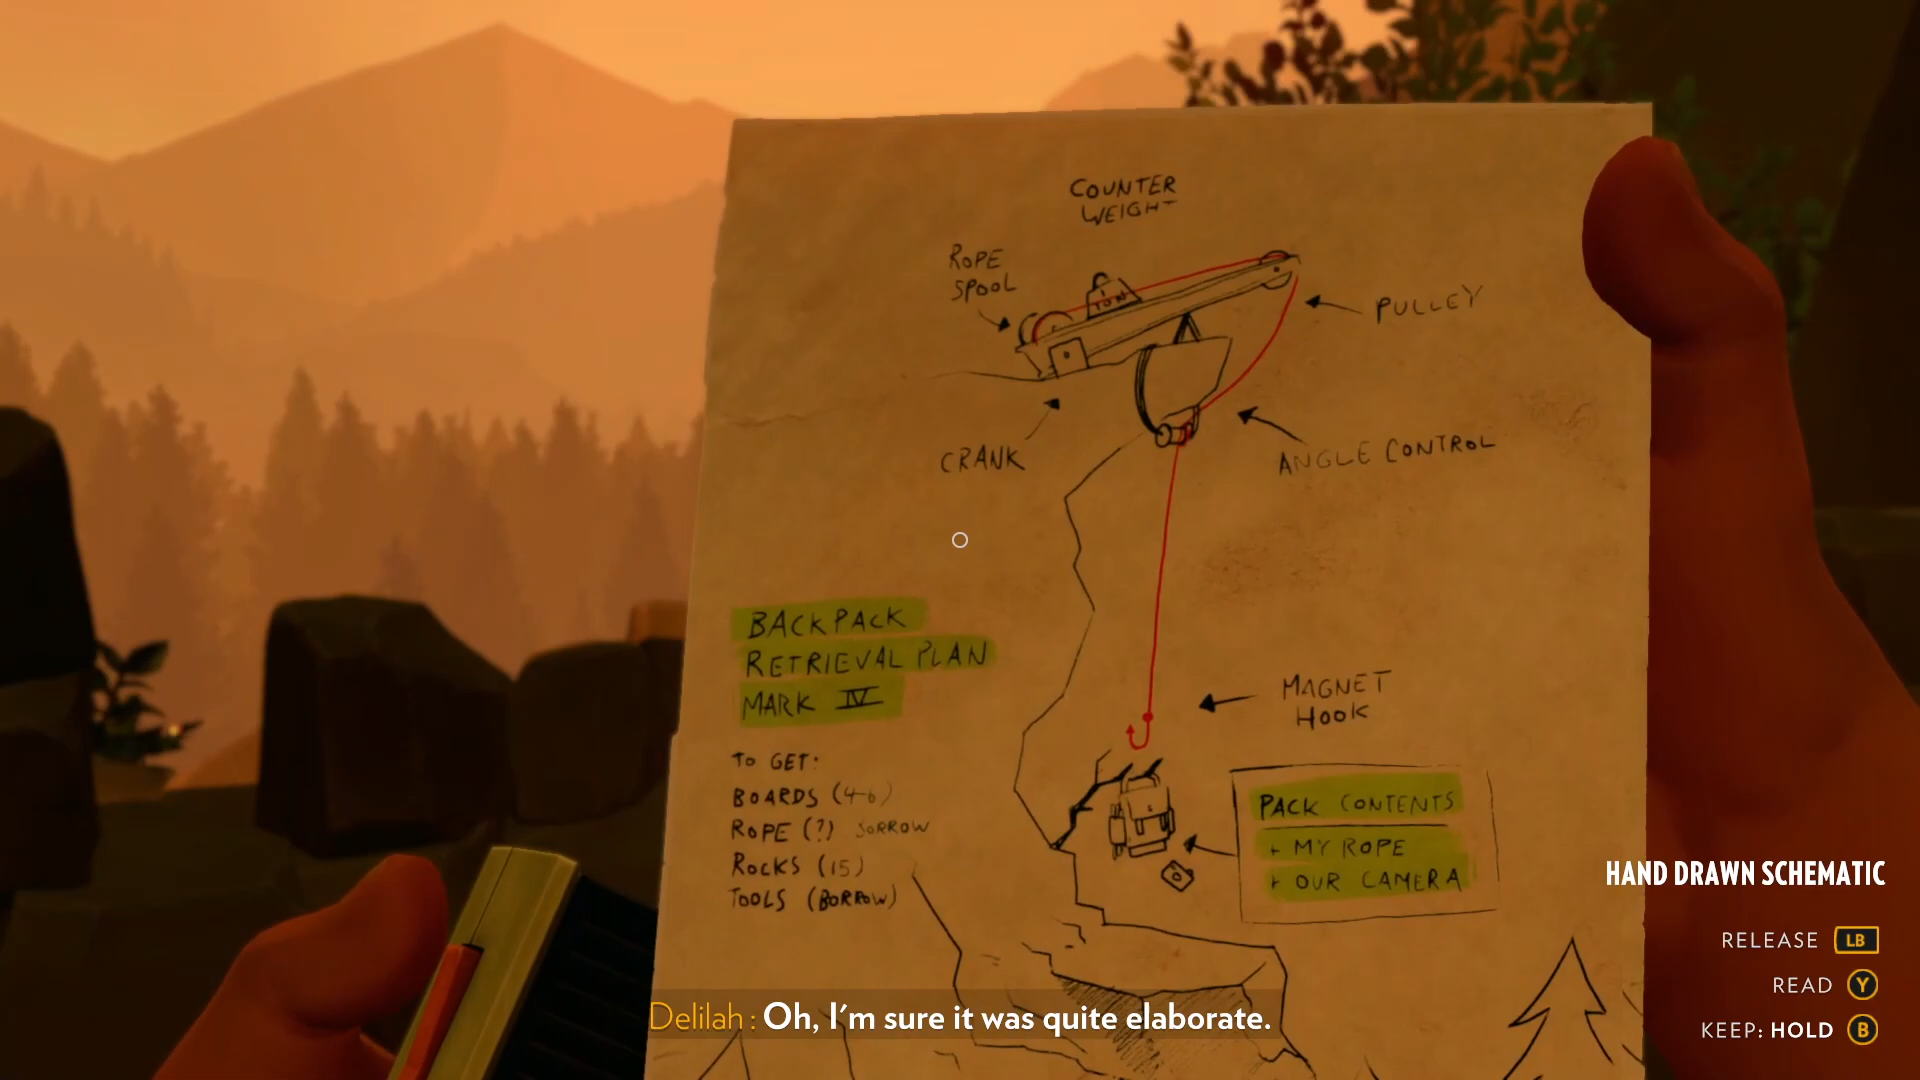 COUNTER
WEIGHT
ROPE
SPOOL
TON
PULLEY
CRANK
ANGLE CONTROL
BACKPACK
RETRIEVAL PLAN
MARK IV
MAGNET
HOOK
TO GET:
BOARDS (4-6)
ROPE (?) BORROW
ROCKS (15)
TOOLS (BORROW)
PACK CONTENTS
+ MY ROPE
+ OUR CAMERA
HAND DRAWN SCHEMATIC
RELEASE LB
READ Y
KEEP: HOLD B
Delilah : Oh, I'm sure it was quite elaborate.